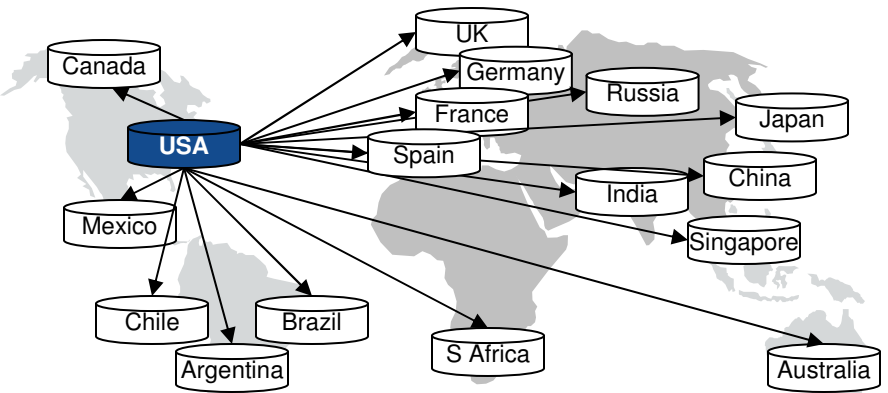 UK
Canada
Germany
Russia
France
Japan
USA
Spain
China
India
Mexico
Singapore
Chile
Brazil
S Africa
Argentina
Australia